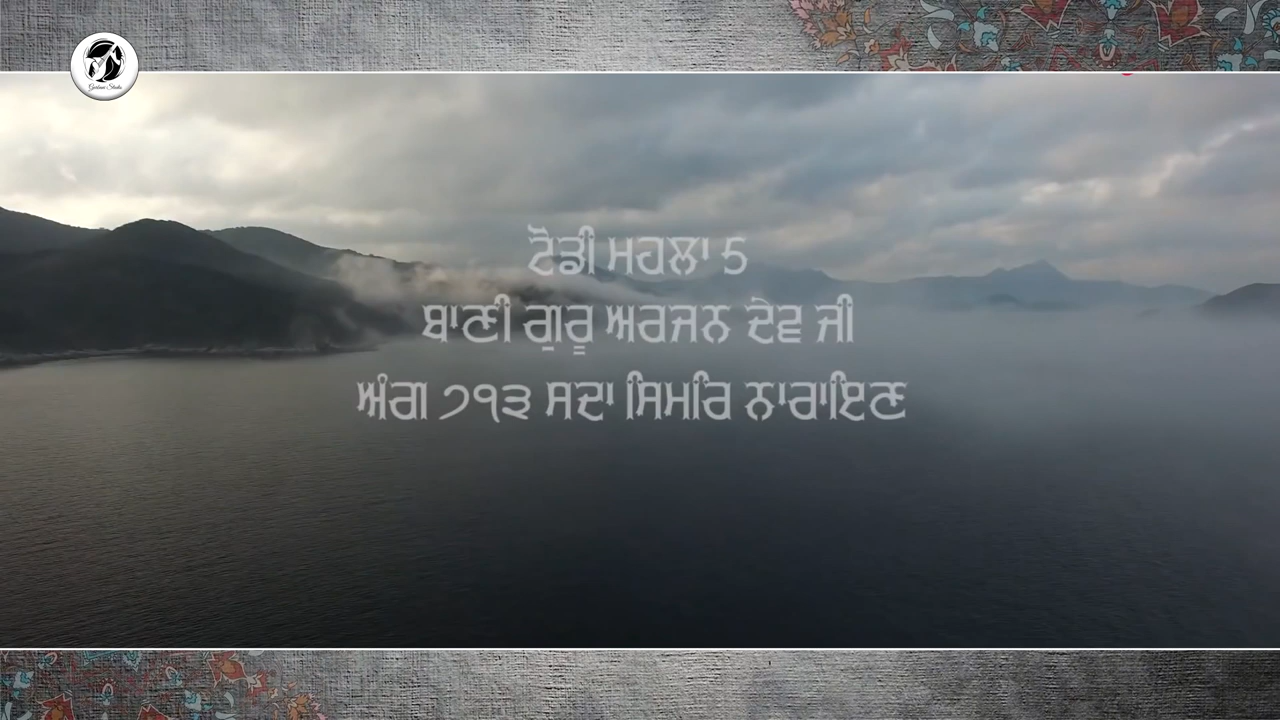 ਟੋਡੀ ਮਹਲਾ 5
ਬਾਣੀ ਗੁਰੂ ਅਰਜਨ ਦੇਵ ਜੀ
ਅੰਗ ੭੧੩ ਸਦਾ ਸਿਮਰਿ ਨਾਰਾਇਣ